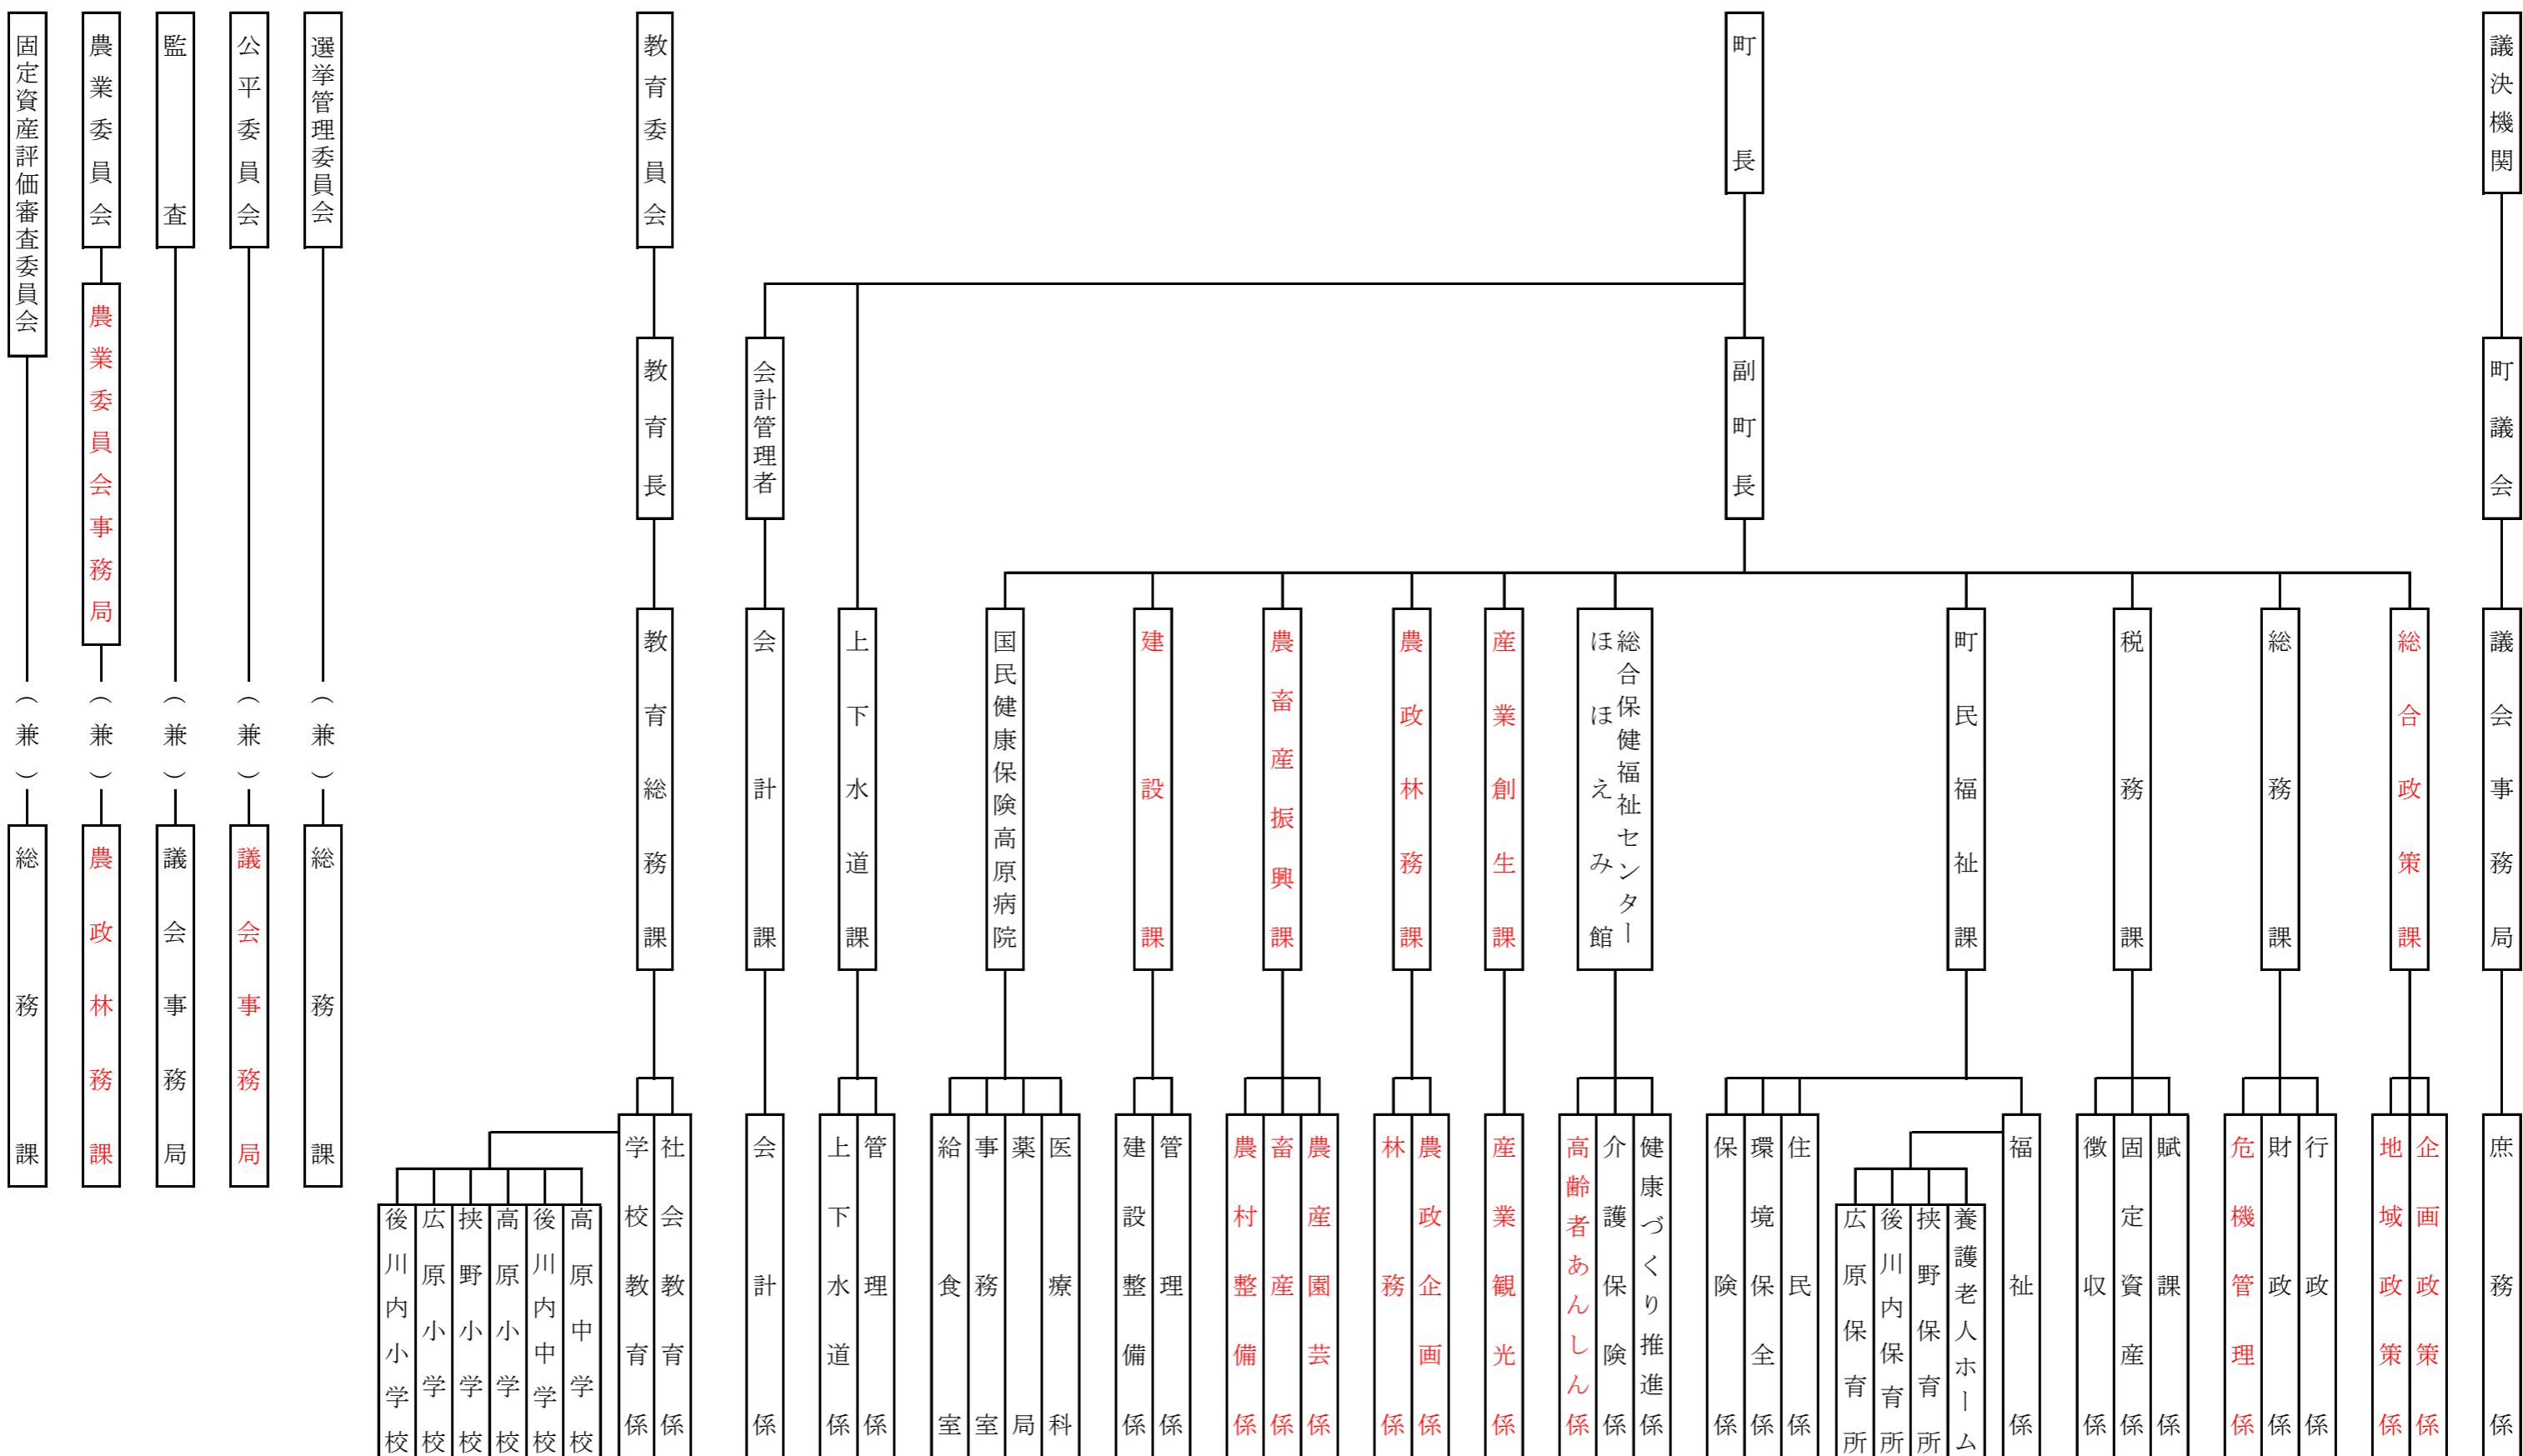 議決機関
町長
教育委員会
選挙管理委員会
公平委員会
監査
農業委員会
固定資産評価審査委員会
農業委員会事務局
町議会
副町長
会計管理者
教育長
議会事務局
総合政策課
総務課
税務課
町民福祉課
総合保健福祉センター
ほほえみ館
産業創生課
農政林務課
農畜産振興課
建設課
国民健康保険高原病院
上下水道課
会計課
教育総務課
（兼）
（兼）
（兼）
（兼）
（兼）
総務課
議会事務局
議会事務局
農政林務課
総務課
庶務係
企画政策係
地域政策係
行政係
財政係
危機管理係
賦課係
固定資産係
徴収係
福祉係
養護老人ホーム
狭野保育所
後川内保育所
広原保育所
住民係
環境保全係
保険係
健康づくり推進係
介護保険係
高齢者あんしん係
産業観光係
農政企画係
林務係
農産園芸係
畜産係
農村整備係
管理係
建設整備係
医療科
薬局
事務室
給食室
管理係
上下水道係
会計係
社会教育係
学校教育係
高原中学校
後川内中学校
高原小学校
狭野小学校
広原小学校
後川内小学校